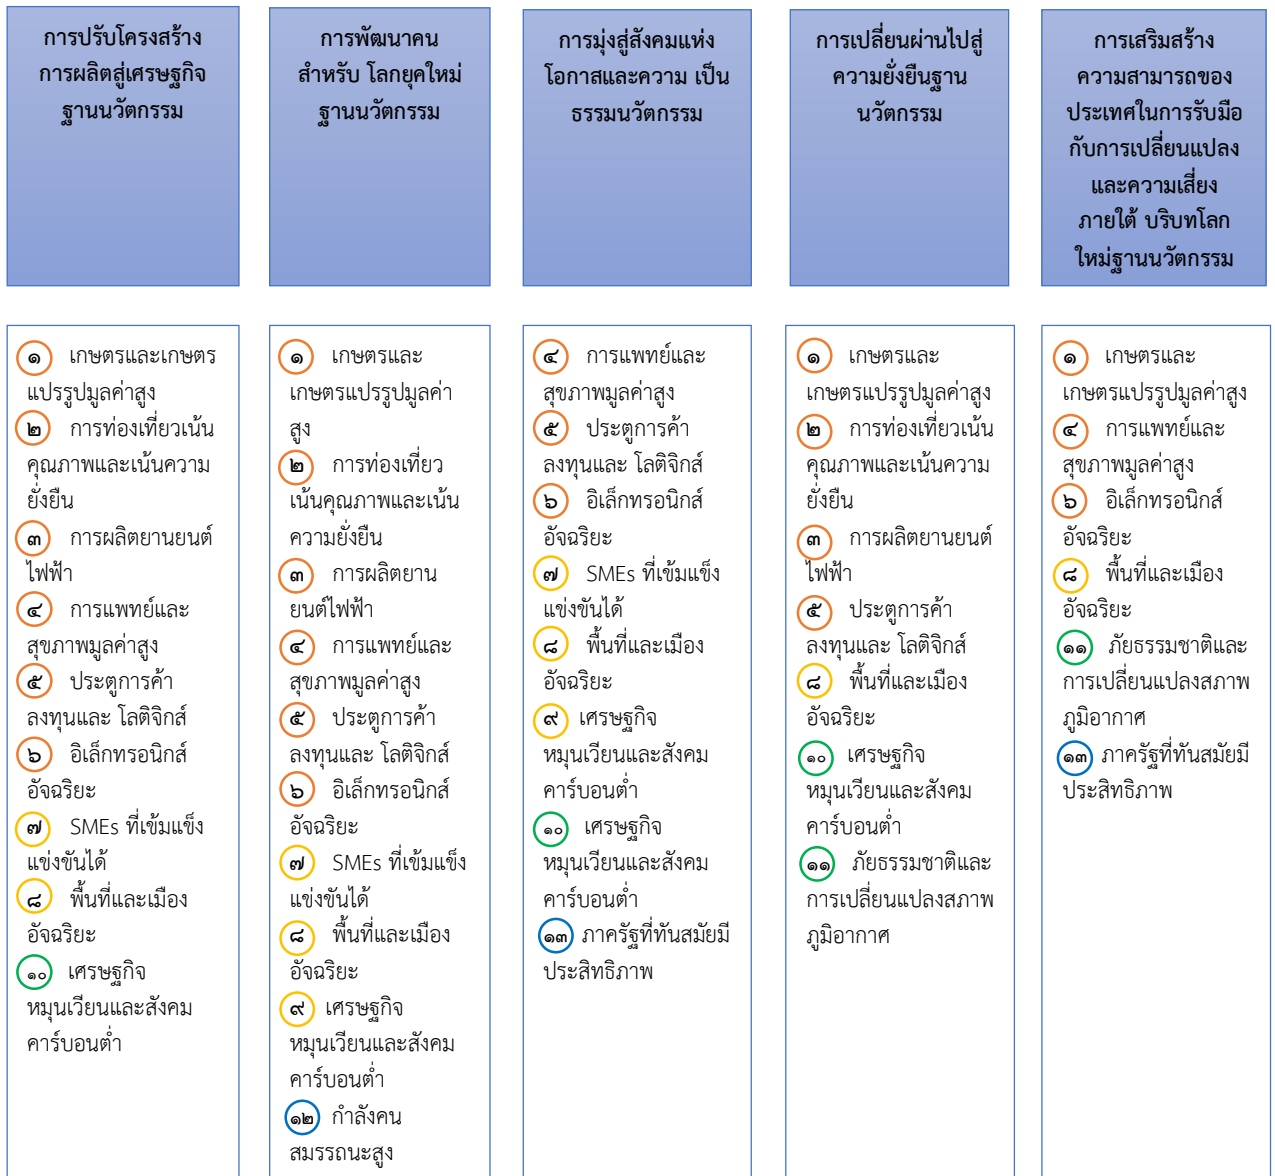 การปรับโครงสร้าง
การผลิตสู่เศรษฐกิจ
ฐานนวัตกรรม
การพัฒนาคน
สำหรับ โลกยุคใหม่
ฐานนวัตกรรม
การมุ่งสู่สังคมแห่ง
โอกาสและความ เป็น
ธรรมนวัตกรรม
การเปลี่ยนผ่านไปสู่
ความยั่งยืนฐาน
นวัตกรรม
การเสริมสร้าง
ความสามารถของ
ประเทศในการรับมือ
กับการเปลี่ยนแปลง
และความเสี่ยง
ภายใต้ บริบทโลก
ใหม่ฐานนวัตกรรม
๑ เกษตรและเกษตร
แปรรูปมูลค่าสูง
๒ การท่องเที่ยวเน้น
คุณภาพและเน้นความ
ยั่งยืน
๓ การผลิตยานยนต์
ไฟฟ้า
๔ การแพทย์และ
สุขภาพมูลค่าสูง
๕ ประตูการค้า
ลงทุนและ โลติจิกส์
๖ อิเล็กทรอนิกส์
อัจฉริยะ
๗ SMEs ที่เข้มแข็ง
แข่งขันได้
๘ พื้นที่และเมือง
อัจฉริยะ
๑๐ เศรษฐกิจ
หมุนเวียนและสังคม
คาร์บอนต่ำ
๑ เกษตรและ
เกษตรแปรรูปมูลค่า
สูง
๒ การท่องเที่ยว
เน้นคุณภาพและเน้น
ความยั่งยืน
๓ การผลิตยาน
ยนต์ไฟฟ้า
๔ การแพทย์และ
สุขภาพมูลค่าสูง
๕ ประตูการค้า
ลงทุนและ โลติจิกส์
๖ อิเล็กทรอนิกส์
อัจฉริยะ
๗ SMEs ที่เข้มแข็ง
แข่งขันได้
๘ พื้นที่และเมือง
อัจฉริยะ
๙ เศรษฐกิจ
หมุนเวียนและสังคม
คาร์บอนต่ำ
๑๒ กำลังคน
สมรรถนะสูง
๔ การแพทย์และ
สุขภาพมูลค่าสูง
๕ ประตูการค้า
ลงทุนและ โลติจิกส์
๖ อิเล็กทรอนิกส์
อัจฉริยะ
๗ SMEs ที่เข้มแข็ง
แข่งขันได้
๘ พื้นที่และเมือง
อัจฉริยะ
๙ เศรษฐกิจ
หมุนเวียนและสังคม
คาร์บอนต่ำ
๑๐ เศรษฐกิจ
หมุนเวียนและสังคม
คาร์บอนต่ำ
๑๓ ภาครัฐที่ทันสมัยมี
ประสิทธิภาพ
๑ เกษตรและ
เกษตรแปรรูปมูลค่าสูง
๒ การท่องเที่ยวเน้น
คุณภาพและเน้นความ
ยั่งยืน
๓ การผลิตยานยนต์
ไฟฟ้า
๕ ประตูการค้า
ลงทุนและ โลติจิกส์
๘ พื้นที่และเมือง
อัจฉริยะ
๑๐ เศรษฐกิจ
หมุนเวียนและสังคม
คาร์บอนต่ำ
๑๑ ภัยธรรมชาติและ
การเปลี่ยนแปลงสภาพ
ภูมิอากาศ
๑ เกษตรและ
เกษตรแปรรูปมูลค่าสูง
๔ การแพทย์และ
สุขภาพมูลค่าสูง
๖ อิเล็กทรอนิกส์
อัจฉริยะ
๘ พื้นที่และเมือง
อัจฉริยะ
๑๑ ภัยธรรมชาติและ
การเปลี่ยนแปลงสภาพ
ภูมิอากาศ
๑๓ ภาครัฐที่ทันสมัยมี
ประสิทธิภาพ